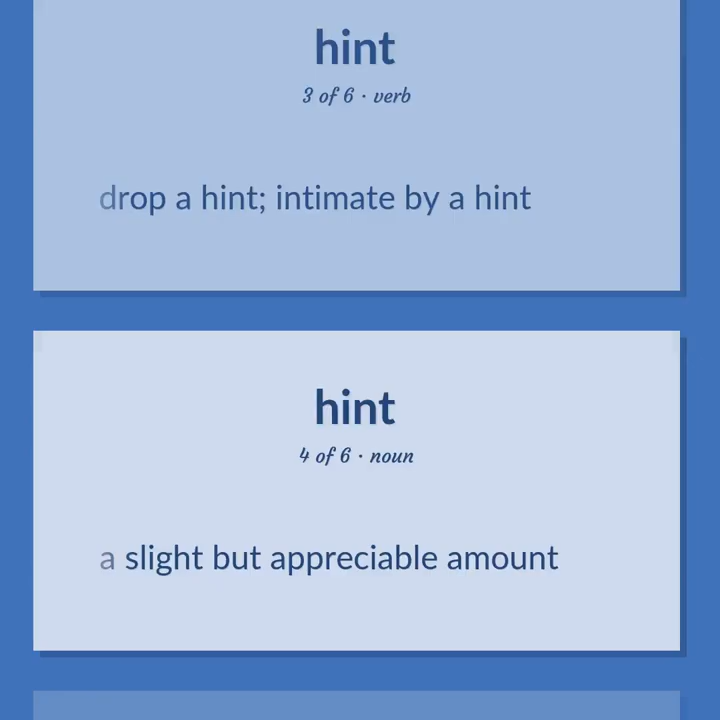 hint
3 of 6 · verb
drop a hint; intimate by a hint
hint
4 of 6 · noun
a slight but appreciable amount